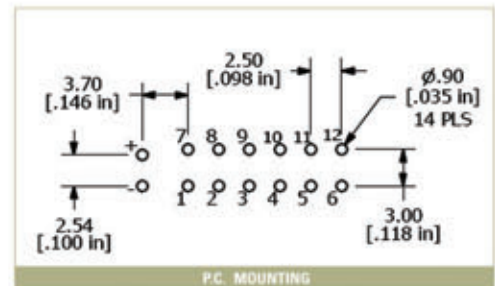 2.50
[.098 in]
3.70
[.146 in]
Ø.90
[.035 in]
14 PLS
+ 7 8 9 10 11 12
- 1 2 3 4 5 6
2.54
[.100 in]
3.00
[.118 in]
P.C. MOUNTING